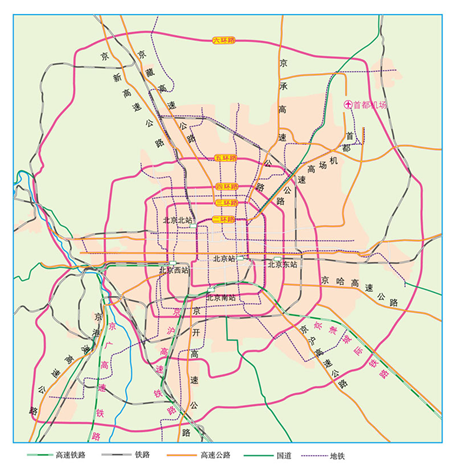 六环路
京新高速公路
京藏高速公路
京承高速公路
首都机场
首都机场高速公路
五环路
四环路
三环路
二环路
北京北站
北京站
北京东站
北京西站
北京南站
京哈高速公路
京港澳高速公路
京广高速铁路
京沪高速铁路
京开高速公路
京沪高速公路
京津城际铁路
高速铁路 铁路 高速公路 国道 地铁